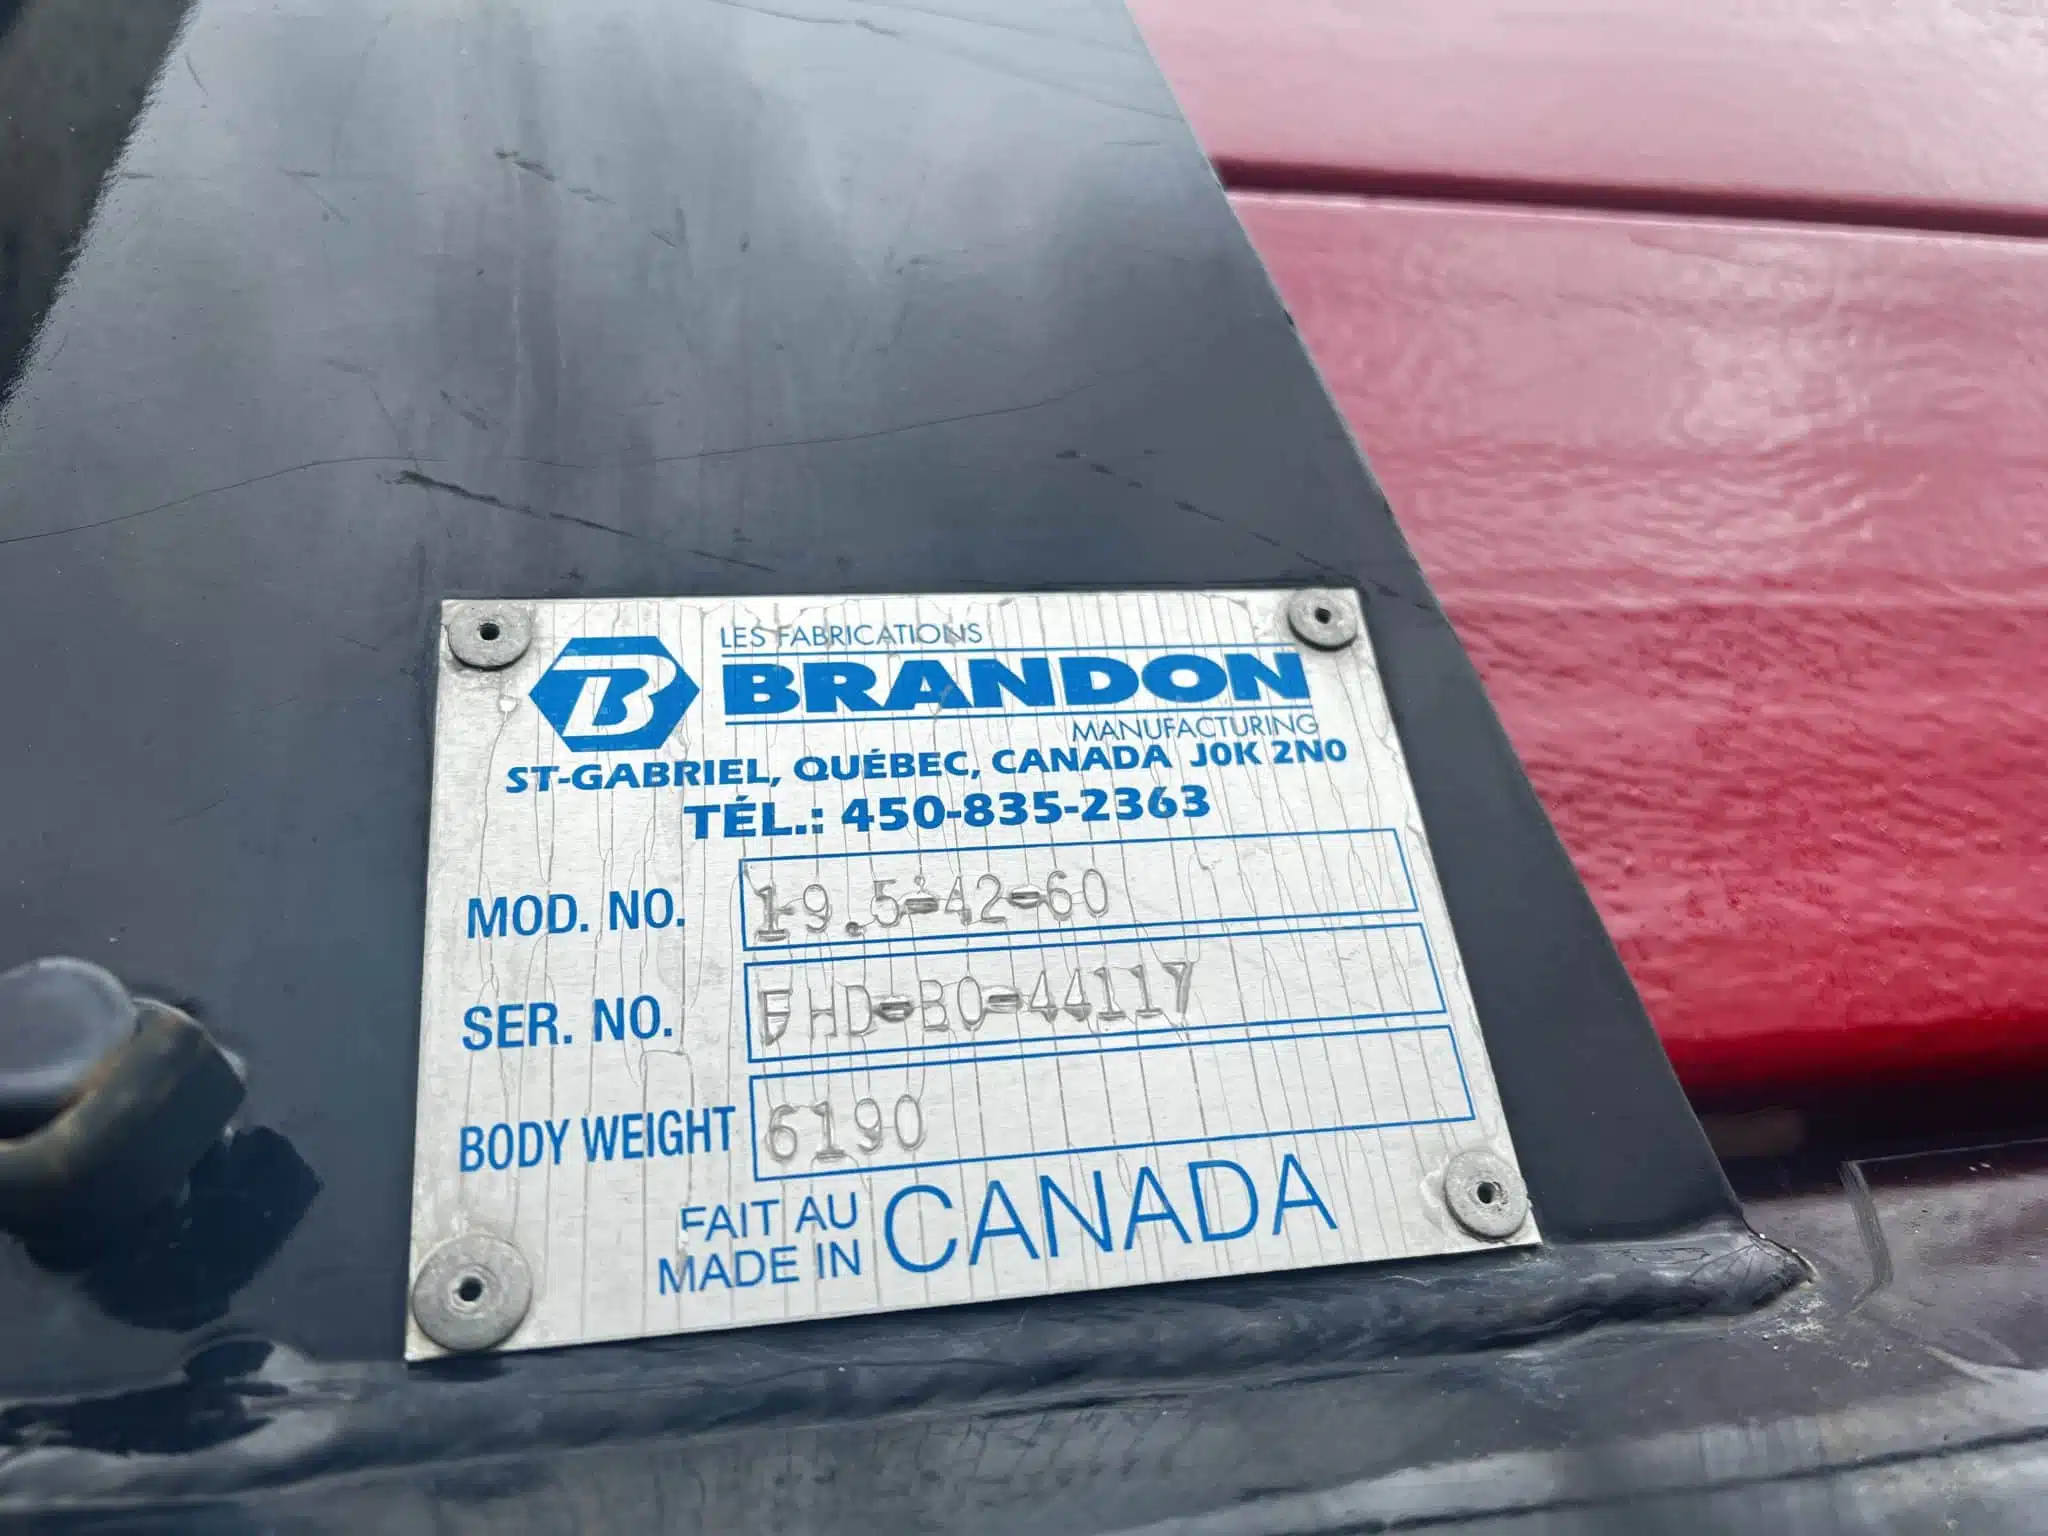 B
LES FABRICATIONS
BRANDON
MANUFACTURING
ST-GABRIEL, QUÉBEC, CANADA J0K 2N0
TÉL.: 450-835-2363
MOD. NO. 19.5-42-60
SER. NO. FHD-BO-44117
BODY WEIGHT 6190
FAIT AU
MADE IN CANADA